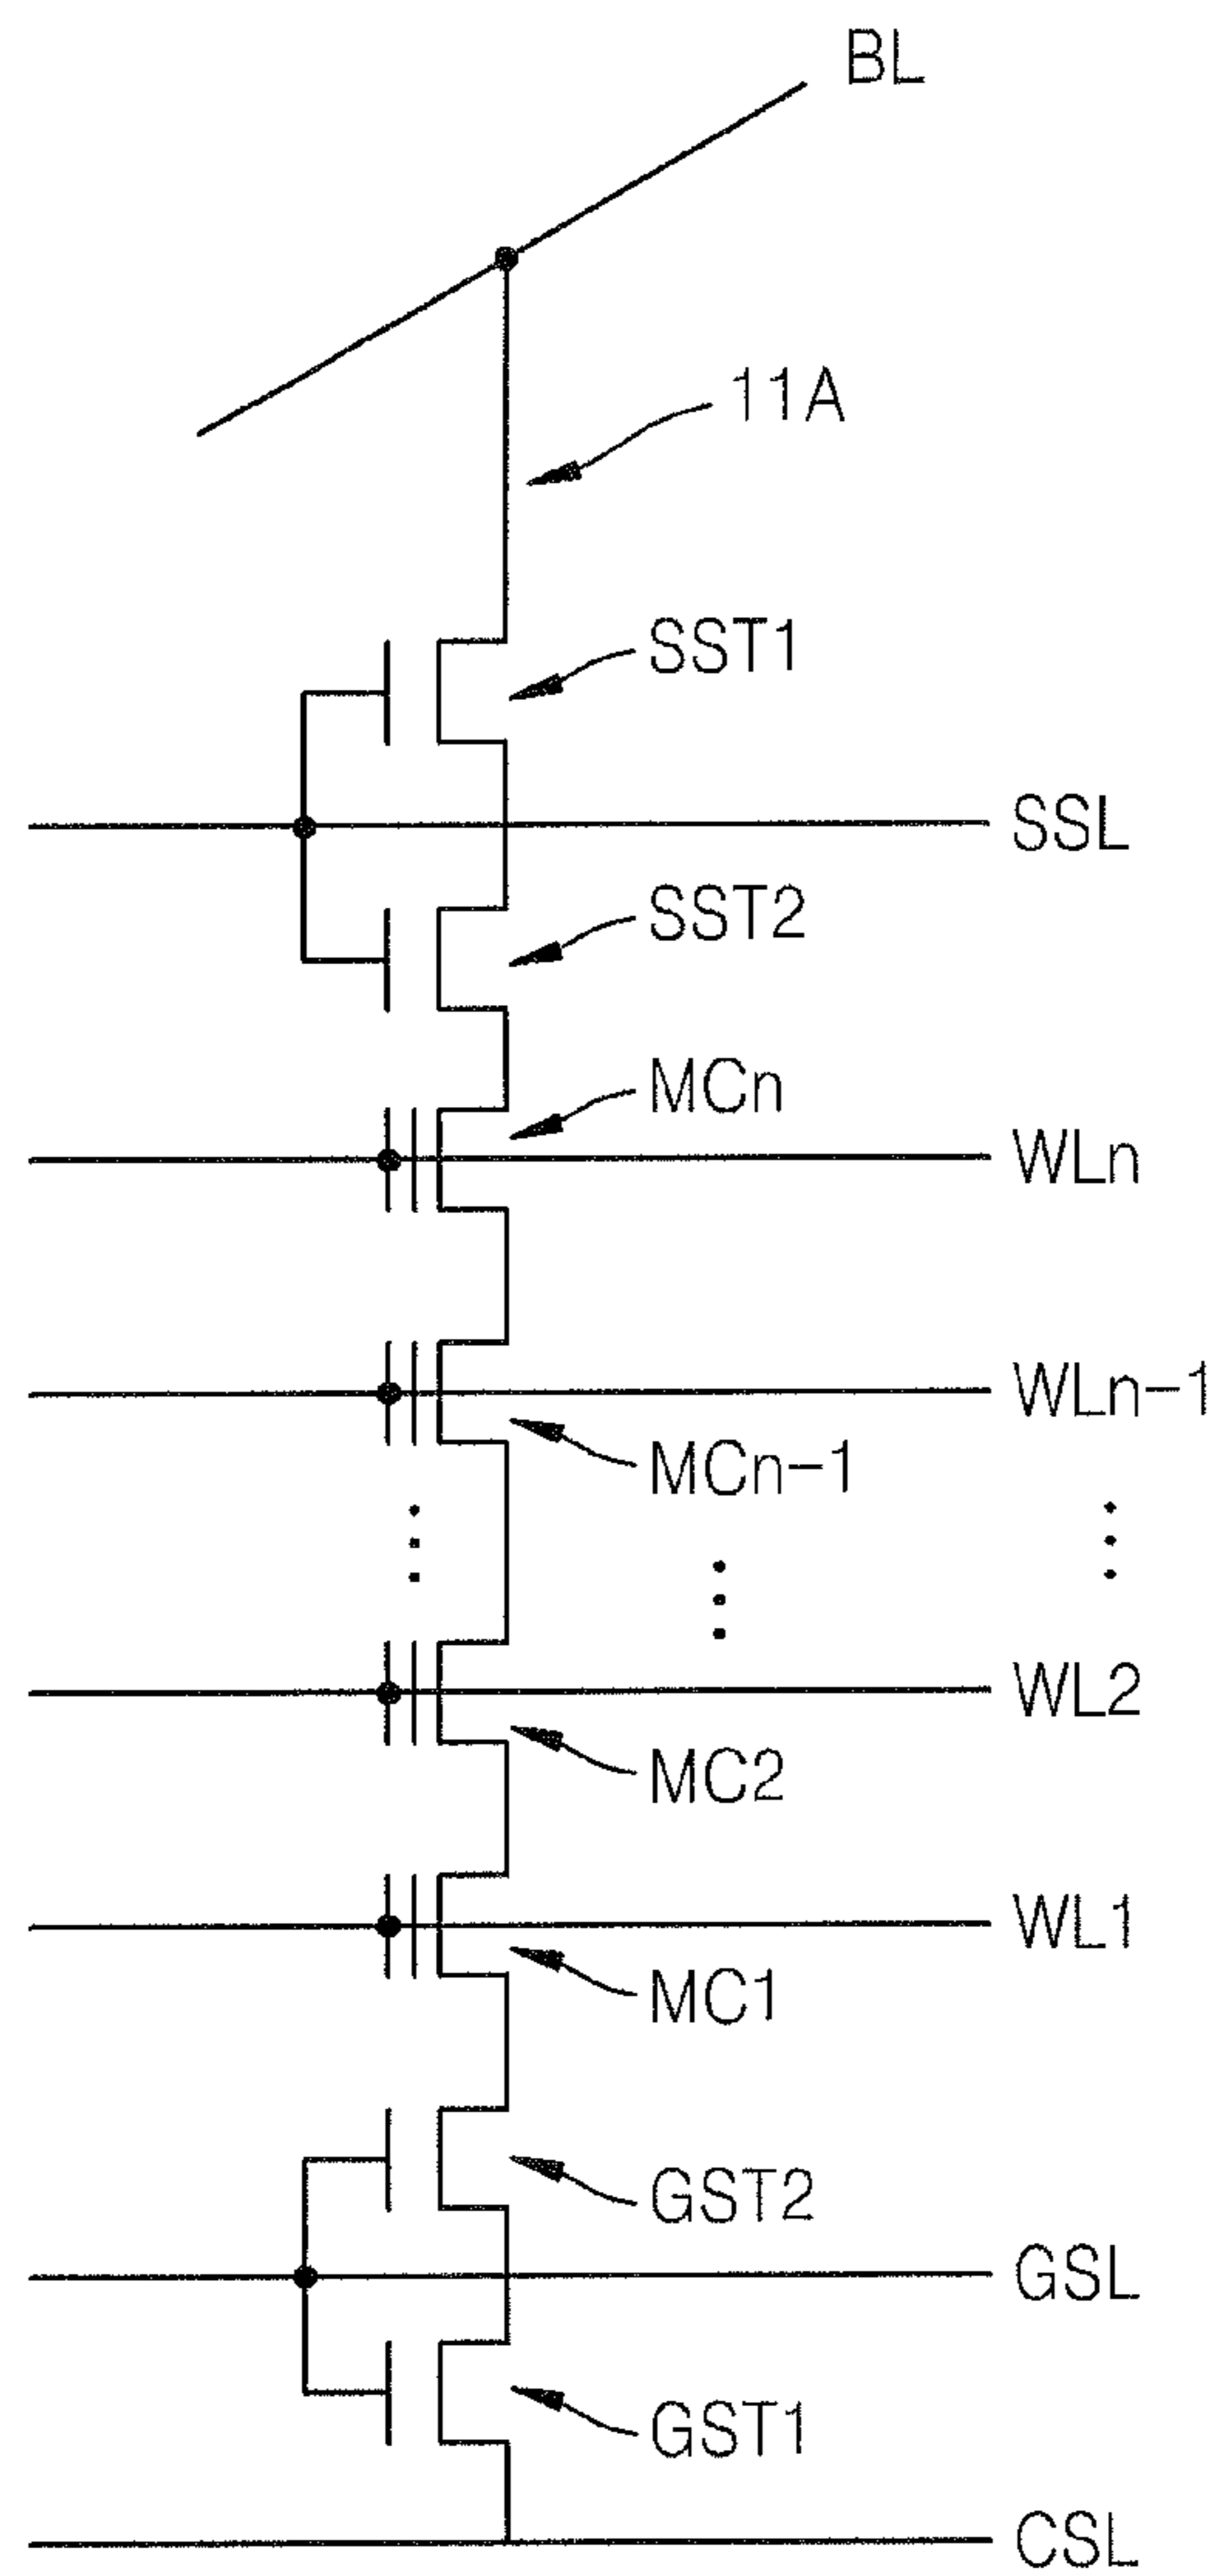 BL
11A
SST1
SSL
SST2
MCn
WLn
WLn-1
MCn-1
WL2
MC2
WL1
MC1
GST2
GSL
GST1
CSL